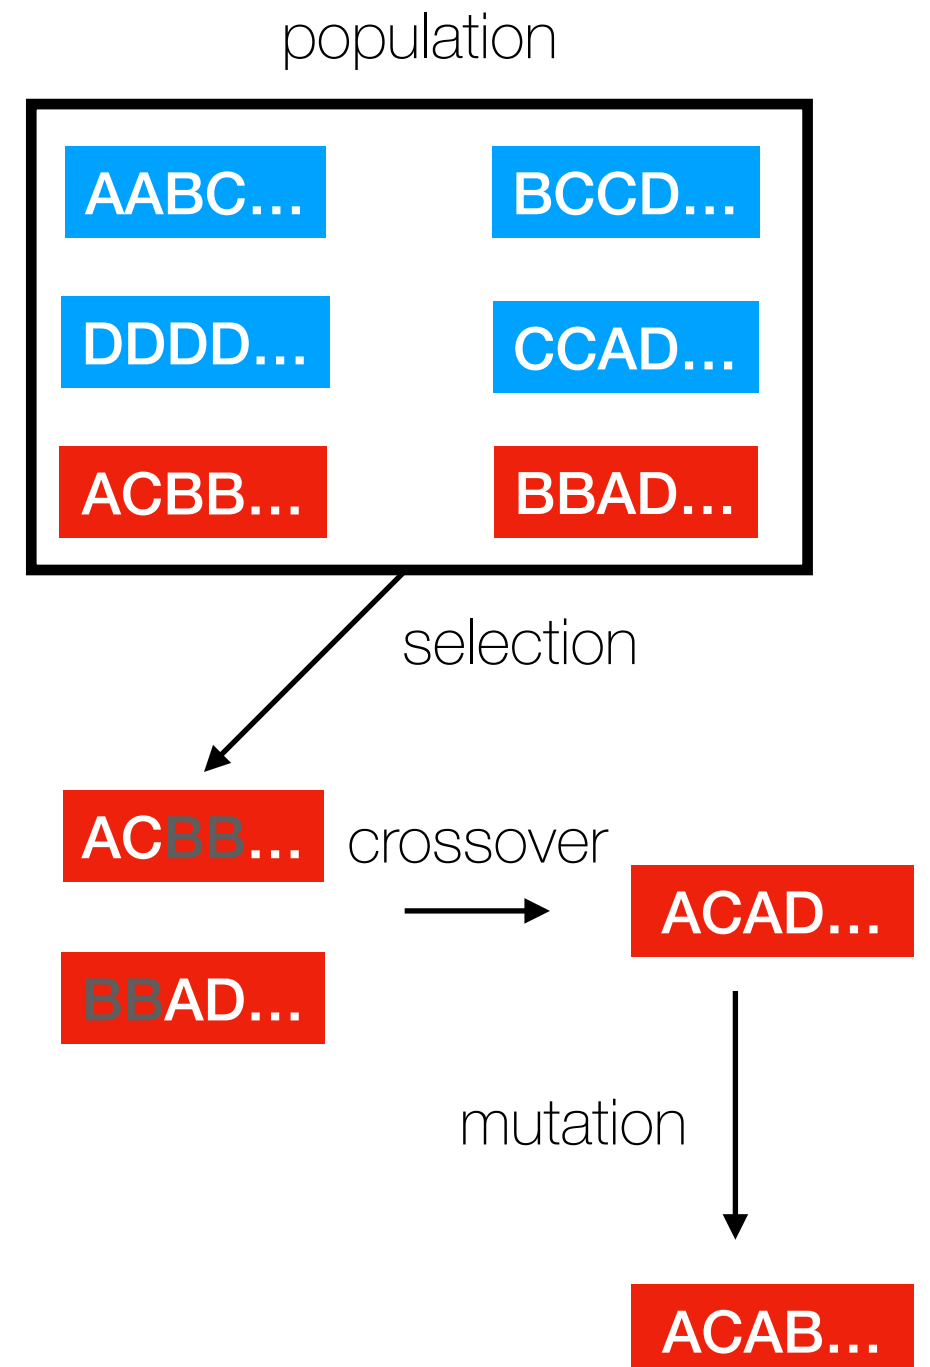 population
AABC... BCCD...
DDDD... CCAD...
ACBB... BBAD...
selection
ACBB...
crossover
ACAD...
BBAD...
mutation
ACAB...